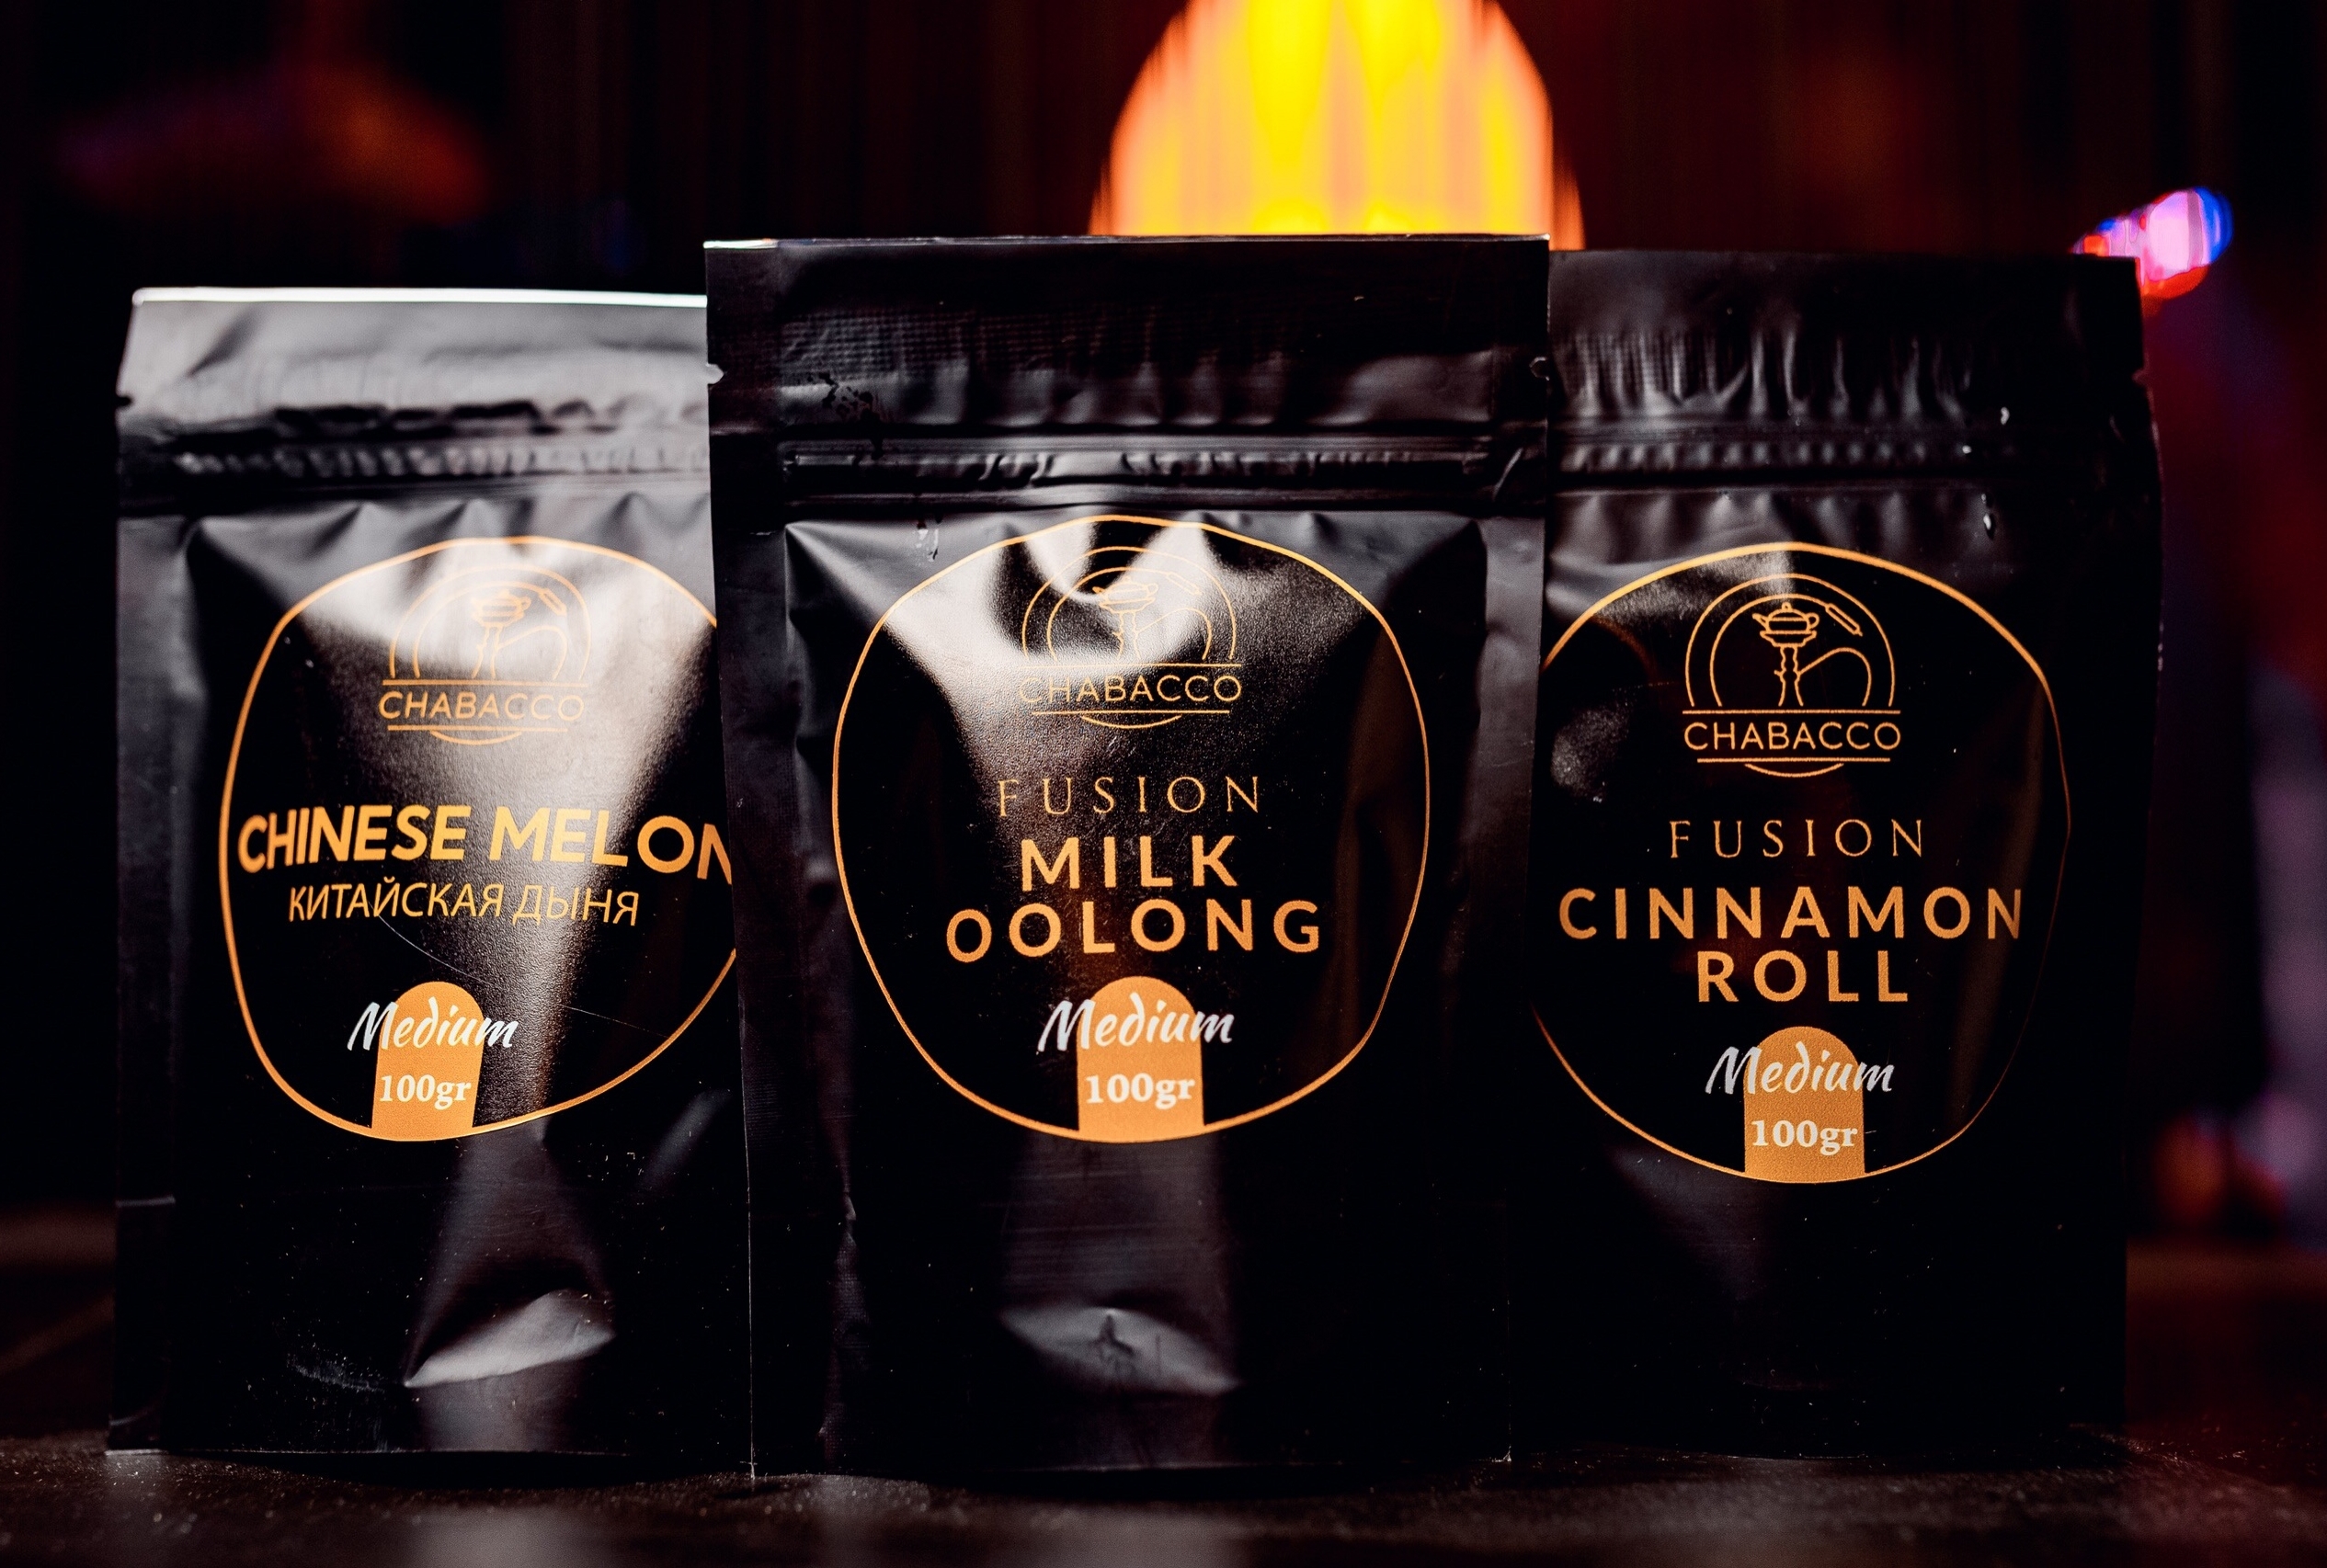 CHABACCO
CHINESE MELON
КИТАЙСКАЯ ДЫНЯ
Medium
100gr
CHABACCO
FUSION
MILK
OOLONG
Medium
100gr
CHABACCO
FUSION
CINNAMON
ROLL
Medium
100gr